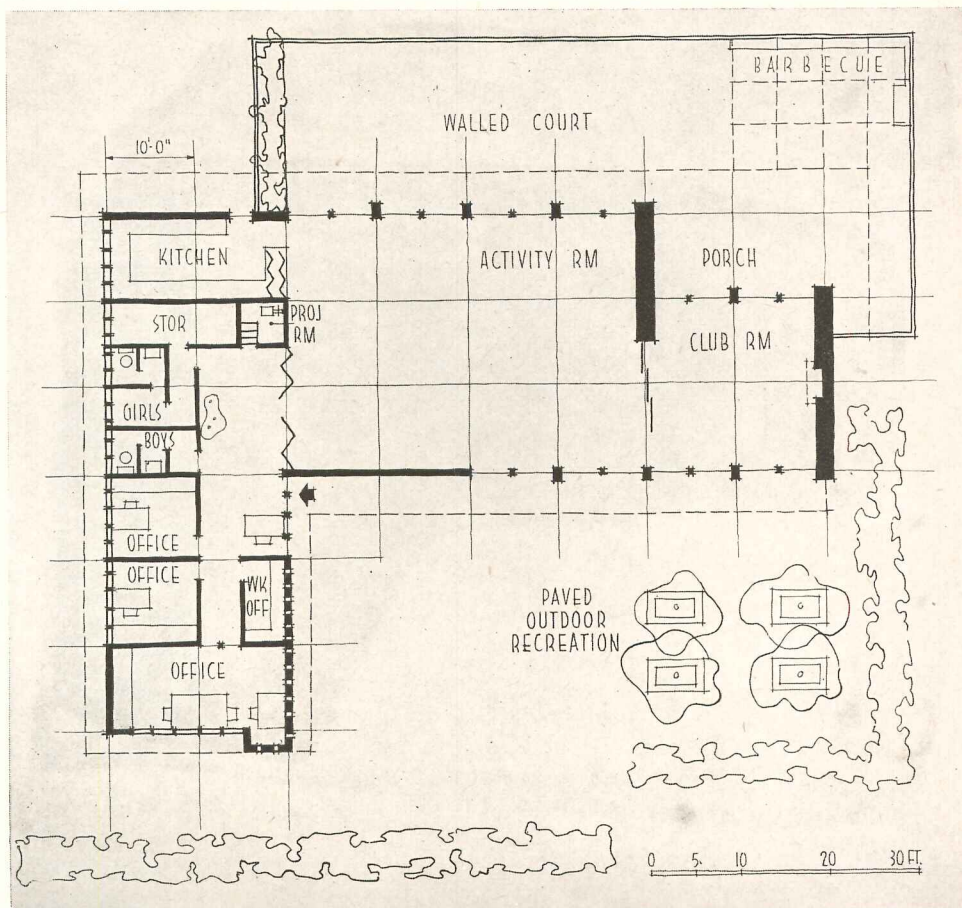 BARBECUE
WALLED COURT
10'-0"
KITCHEN
ACTIVITY RM
PORCH
STOR
PROJ
RM
CLUB RM
GIRLS
BOYS
OFFICE
OFFICE
WK
OFF
PAVED
OUTDOOR
RECREATION
OFFICE
0 5 10 20 30 FT.